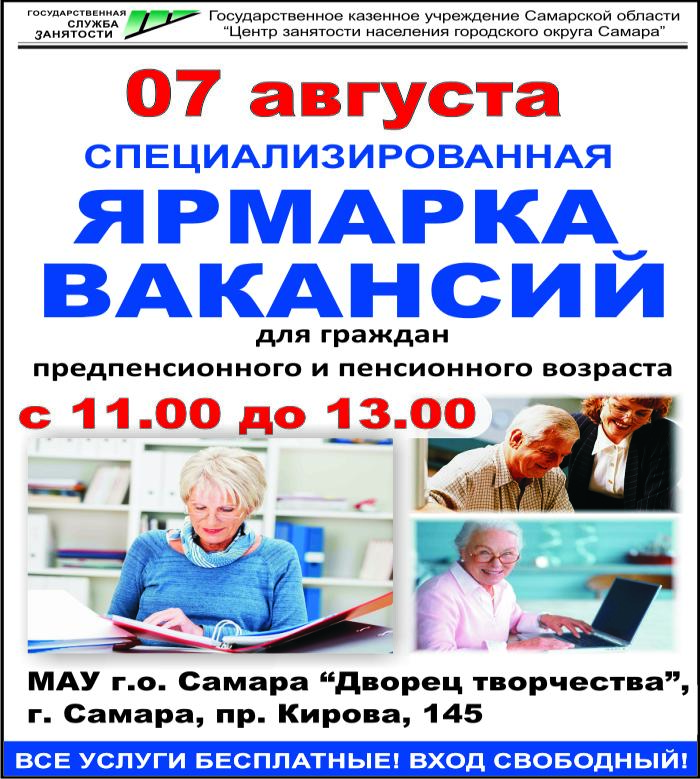 ГОСУДАРСТВЕННАЯ
СЛУЖБА
ЗАНЯТОСТИ
Государственное казенное учреждение Самарской области
“Центр занятости населения городского округа Самара”
07 августа
СПЕЦИАЛИЗИРОВАННАЯ
ЯРМАРКА
ВАКАНСИЙ
для граждан
предпенсионного и пенсионного возраста
с 11.00 до 13.00
МАУ г.о. Самара “Дворец творчества”,
г. Самара, пр. Кирова, 145
ВСЕ УСЛУГИ БЕСПЛАТНЫЕ! ВХОД СВОБОДНЫЙ!